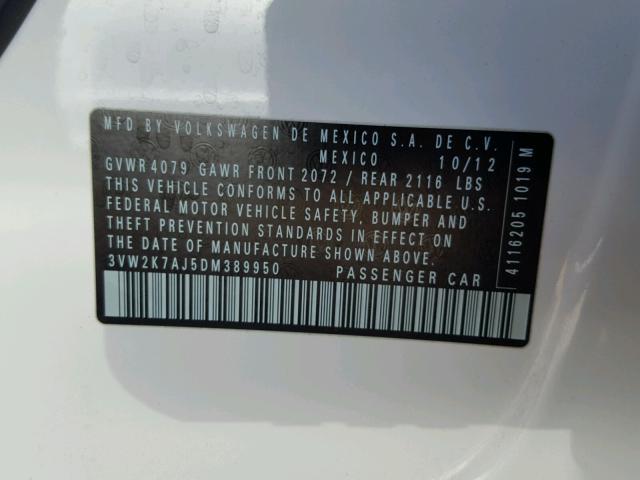 MFD BY VOLKSWAGEN DE MEXICO S.A. DE C.V.
MEXICO 10/12
GVWR 4079 GAWR FRONT 2072 / REAR 2116 LBS
THIS VEHICLE CONFORMS TO ALL APPLICABLE U.S.
FEDERAL MOTOR VEHICLE SAFETY, BUMPER AND
THEFT PREVENTION STANDARDS IN EFFECT ON
THE DATE OF MANUFACTURE SHOWN ABOVE.
3VW2K7AJ5DM389950 PASSENGER CAR
4116205 1019 M